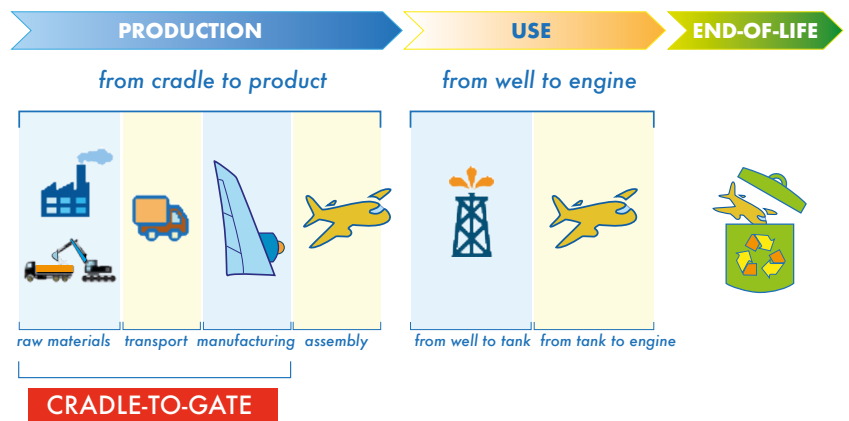 PRODUCTION
USE
END-OF-LIFE
from cradle to product
from well to engine
raw materials
transport
manufacturing
assembly
from well to tank
from tank to engine
CRADLE-TO-GATE